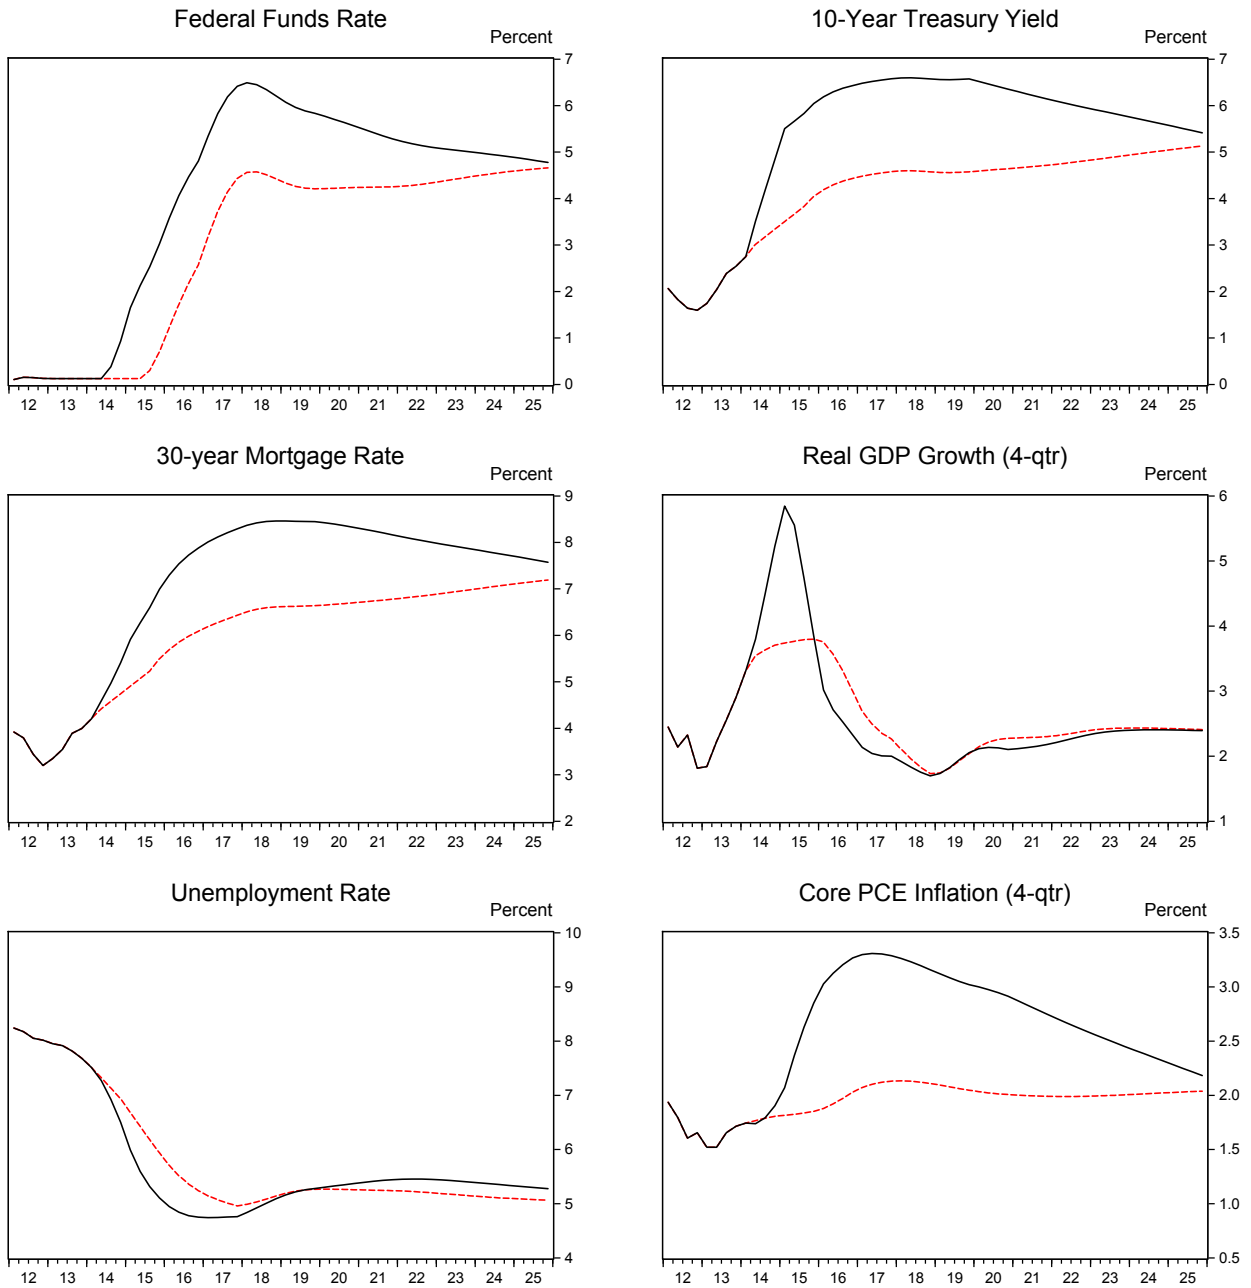 Federal Funds Rate
Percent
7
6
5
4
3
2
1
0
12 13 14 15 16 17 18 19 20 21 22 23 24 25
10-Year Treasury Yield
Percent
7
6
5
4
3
2
1
0
12 13 14 15 16 17 18 19 20 21 22 23 24 25
30-year Mortgage Rate
Percent
9
8
7
6
5
4
3
2
12 13 14 15 16 17 18 19 20 21 22 23 24 25
Real GDP Growth (4-qtr)
Percent
6
5
4
3
2
1
12 13 14 15 16 17 18 19 20 21 22 23 24 25
Unemployment Rate
Percent
10
9
8
7
6
5
4
12 13 14 15 16 17 18 19 20 21 22 23 24 25
Core PCE Inflation (4-qtr)
Percent
3.5
3.0
2.5
2.0
1.5
1.0
0.5
12 13 14 15 16 17 18 19 20 21 22 23 24 25